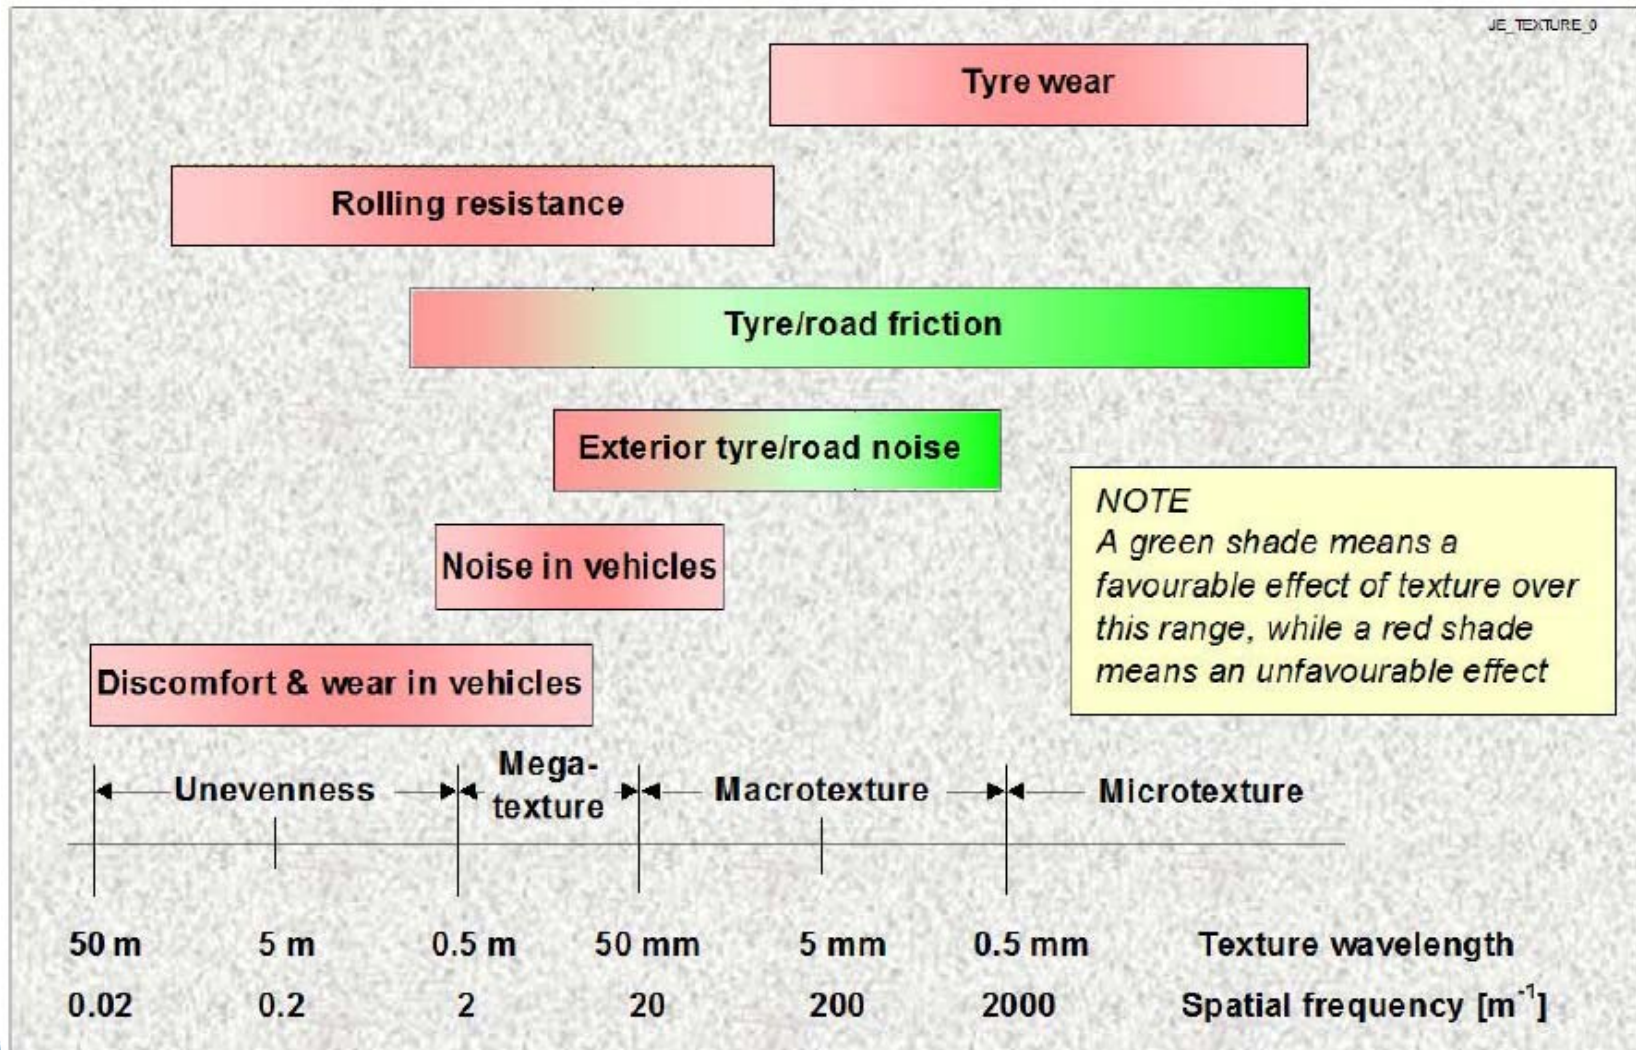 JE_TEXTURE_0
Tyre wear
Rolling resistance
Tyre/road friction
Exterior tyre/road noise
Noise in vehicles
Discomfort & wear in vehicles
NOTE
A green shade means a
favourable effect of texture over
this range, while a red shade
means an unfavourable effect
Unevenness
Mega-
texture
Macrotexture
Microtexture
50 m 5 m 0.5 m 50 mm 5 mm 0.5 mm Texture wavelength
0.02 0.2 2 20 200 2000 Spatial frequency [m⁻¹]